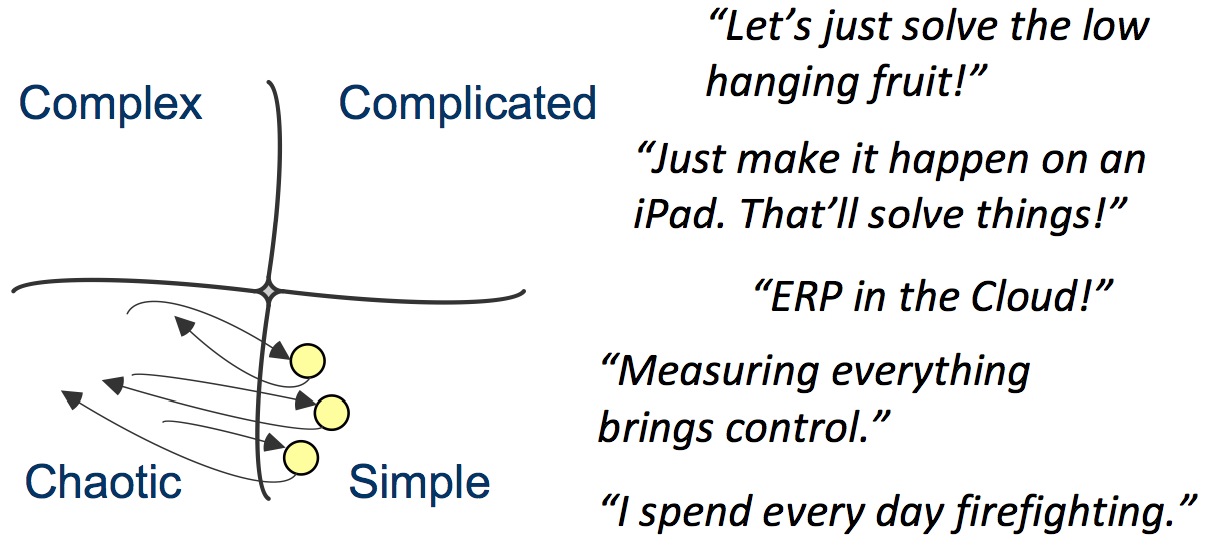 Complex
Complicated
Chaotic
Simple
“Let’s just solve the low
hanging fruit!”
“Just make it happen on an
iPad. That’ll solve things!”
“ERP in the Cloud!”
“Measuring everything
brings control.”
“I spend every day firefighting.”